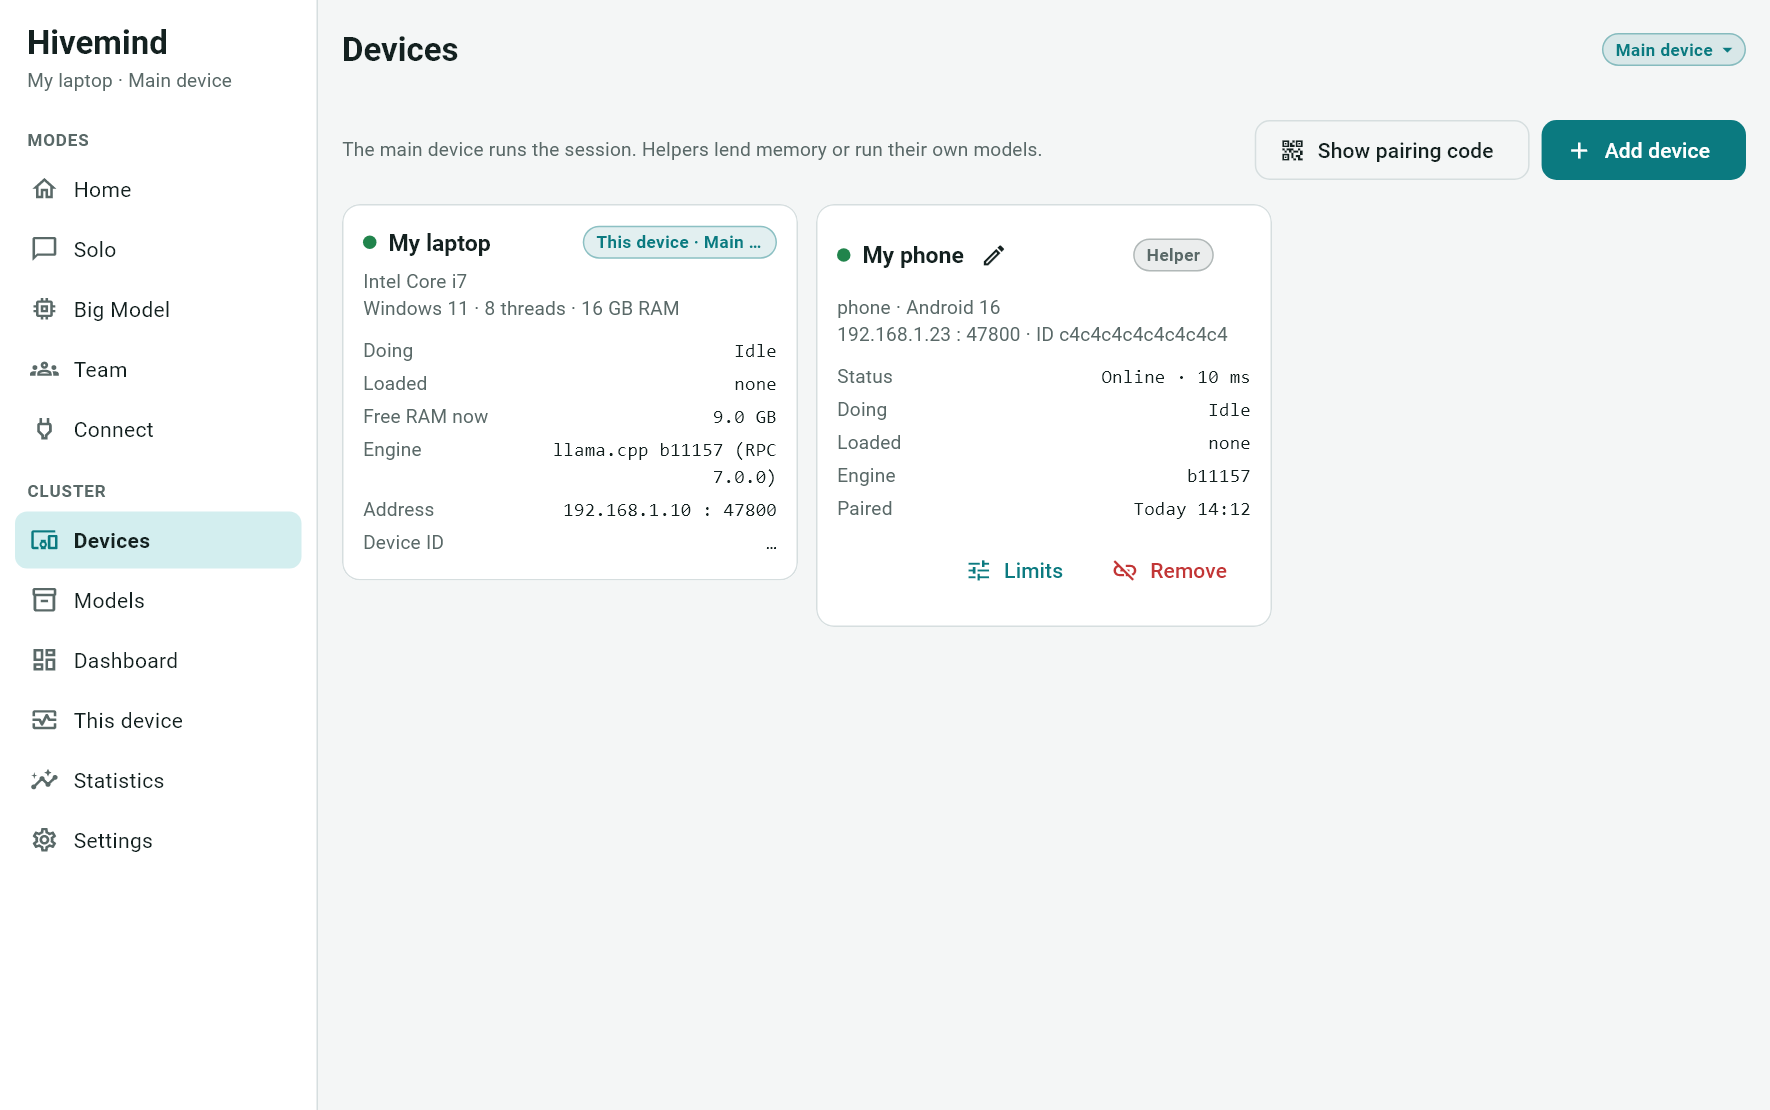 Hivemind
My laptop · Main device
MODES
Home
Solo
Big Model
Team
Connect
CLUSTER
Devices
Models
Dashboard
This device
Statistics
Settings
Devices
Main device
The main device runs the session. Helpers lend memory or run their own models.
Show pairing code
Add device
My laptop
This device · Main …
Intel Core i7
Windows 11 · 8 threads · 16 GB RAM
Doing Idle
Loaded none
Free RAM now 9.0 GB
Engine llama.cpp b11157 (RPC
7.0.0)
Address 192.168.1.10 : 47800
Device ID …
My phone
Helper
phone · Android 16
192.168.1.23 : 47800 · ID c4c4c4c4c4c4c4c4
Status Online · 10 ms
Doing Idle
Loaded none
Engine b11157
Paired Today 14:12
Limits
Remove